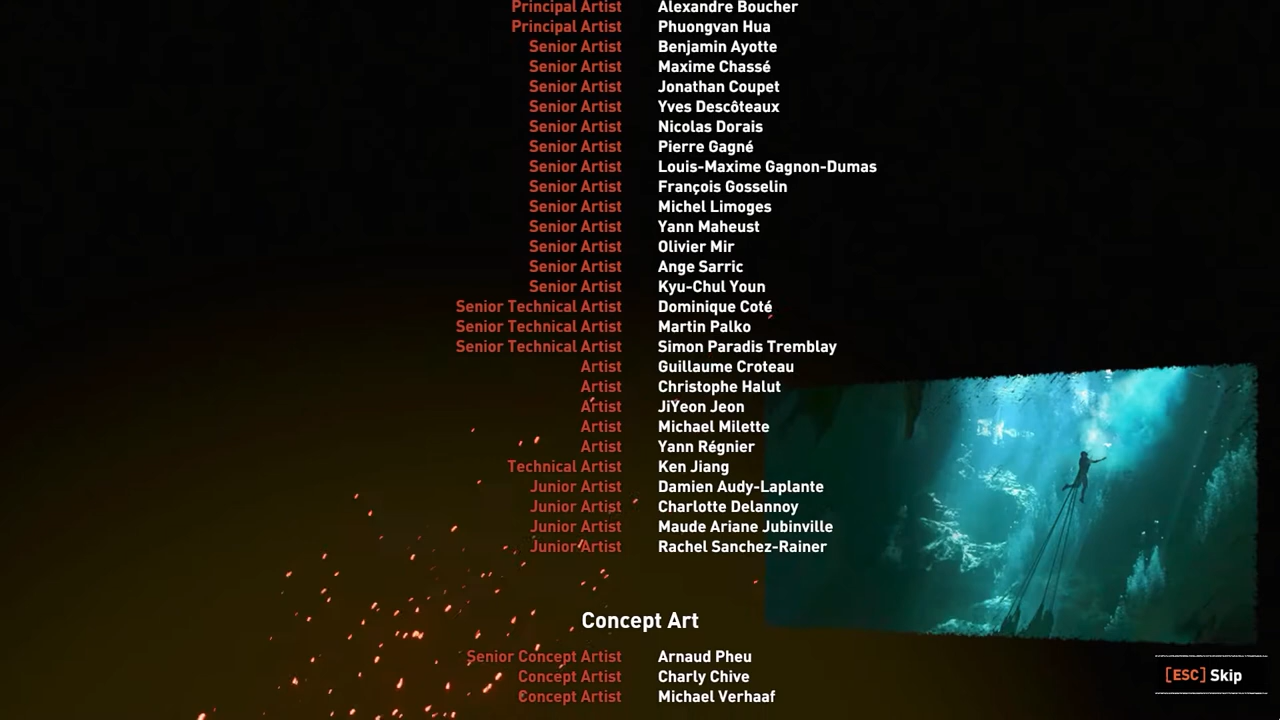 Principal Artist Alexandre Boucher
Principal Artist Phuongvan Hua
Senior Artist Benjamin Ayotte
Senior Artist Maxime Chassé
Senior Artist Jonathan Coupet
Senior Artist Yves Descôteaux
Senior Artist Nicolas Dorais
Senior Artist Pierre Gagné
Senior Artist Louis-Maxime Gagnon-Dumas
Senior Artist François Gosselin
Senior Artist Michel Limoges
Senior Artist Yann Maheust
Senior Artist Olivier Mir
Senior Artist Ange Sarric
Senior Artist Kyu-Chul Youn
Senior Technical Artist Dominique Coté
Senior Technical Artist Martin Palko
Senior Technical Artist Simon Paradis Tremblay
Artist Guillaume Croteau
Artist Christophe Halut
Artist JiYeon Jeon
Artist Michael Milette
Artist Yann Régnier
Technical Artist Ken Jiang
Junior Artist Damien Audy-Laplante
Junior Artist Charlotte Delannoy
Junior Artist Maude Ariane Jubinville
Junior Artist Rachel Sanchez-Rainer
Concept Art
Senior Concept Artist Arnaud Pheu
Concept Artist Charly Chive
Concept Artist Michael Verhaaf
[ESC] Skip